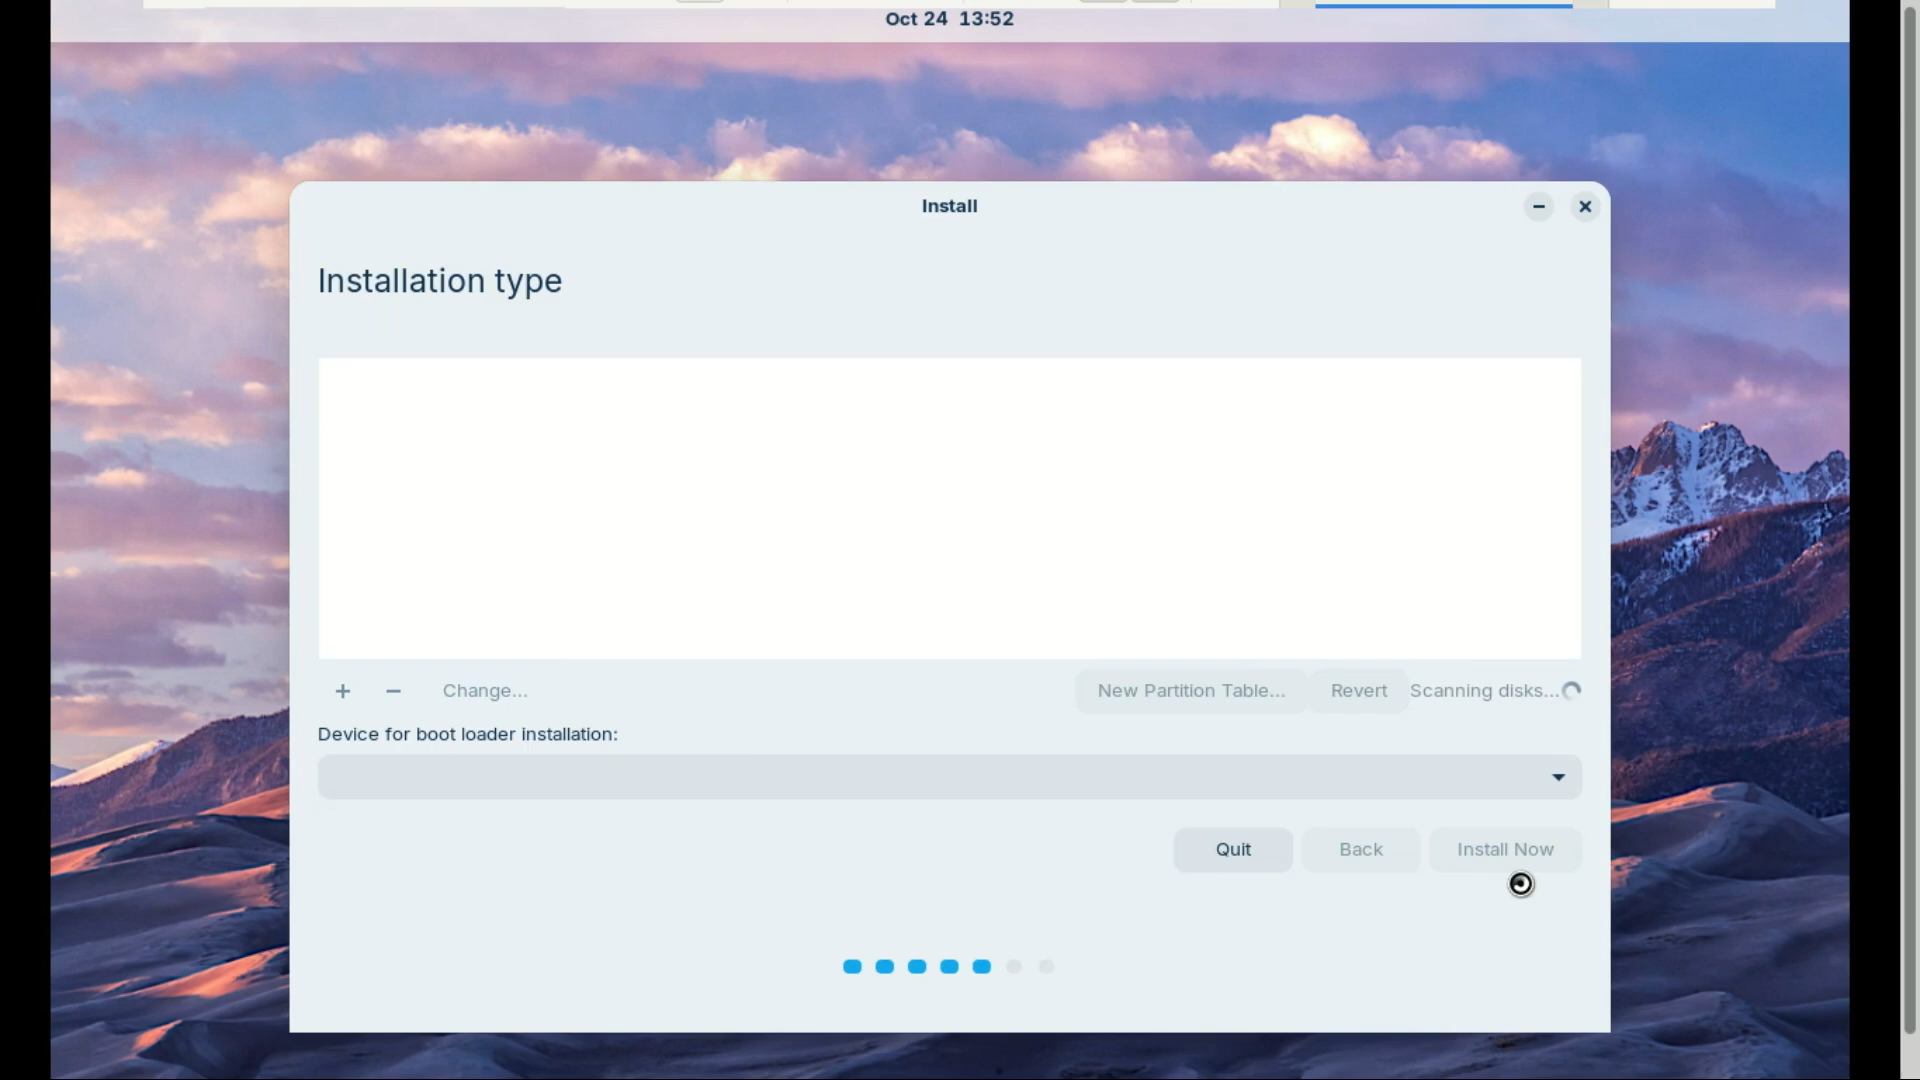 Oct 24 13:52
Install
Installation type
+ − Change... New Partition Table... Revert Scanning disks...
Device for boot loader installation:
Quit Back Install Now